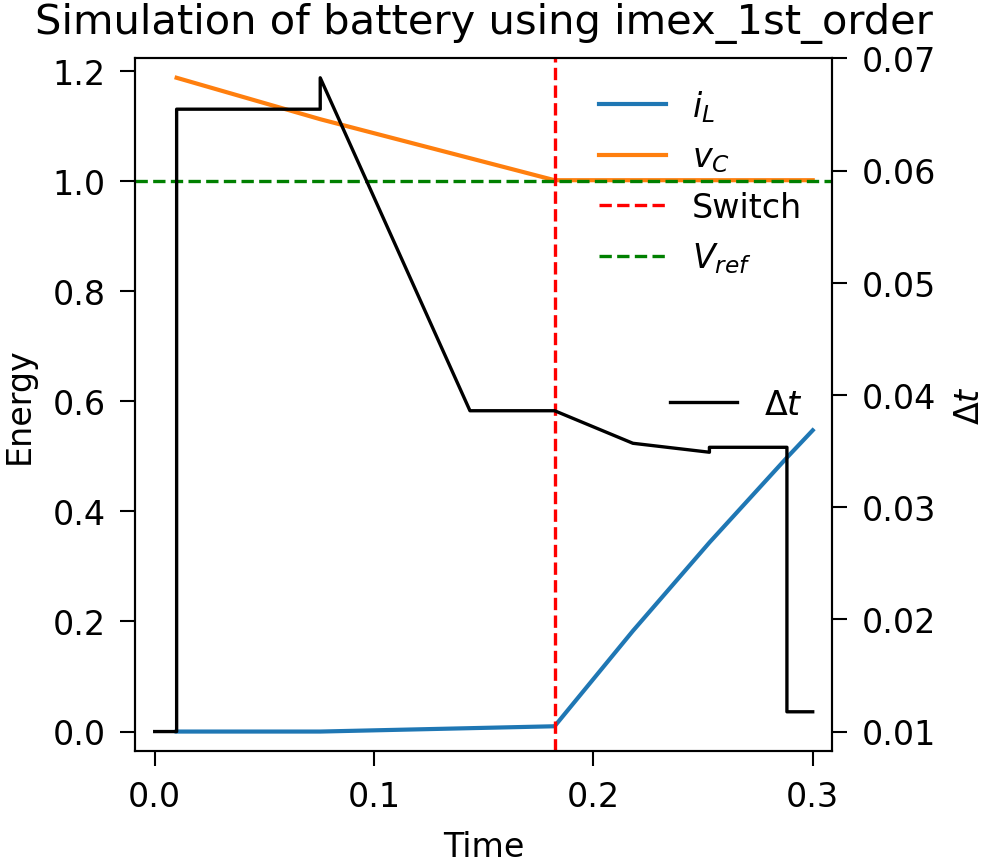 Simulation of battery using imex_1st_order
1.2
1.0
0.8
0.6
0.4
0.2
0.0
Energy
0.07
0.06
0.05
0.04
0.03
0.02
0.01
Δt
i_L
v_C
Switch
V_ref
Δt
0.0 0.1 0.2 0.3
Time